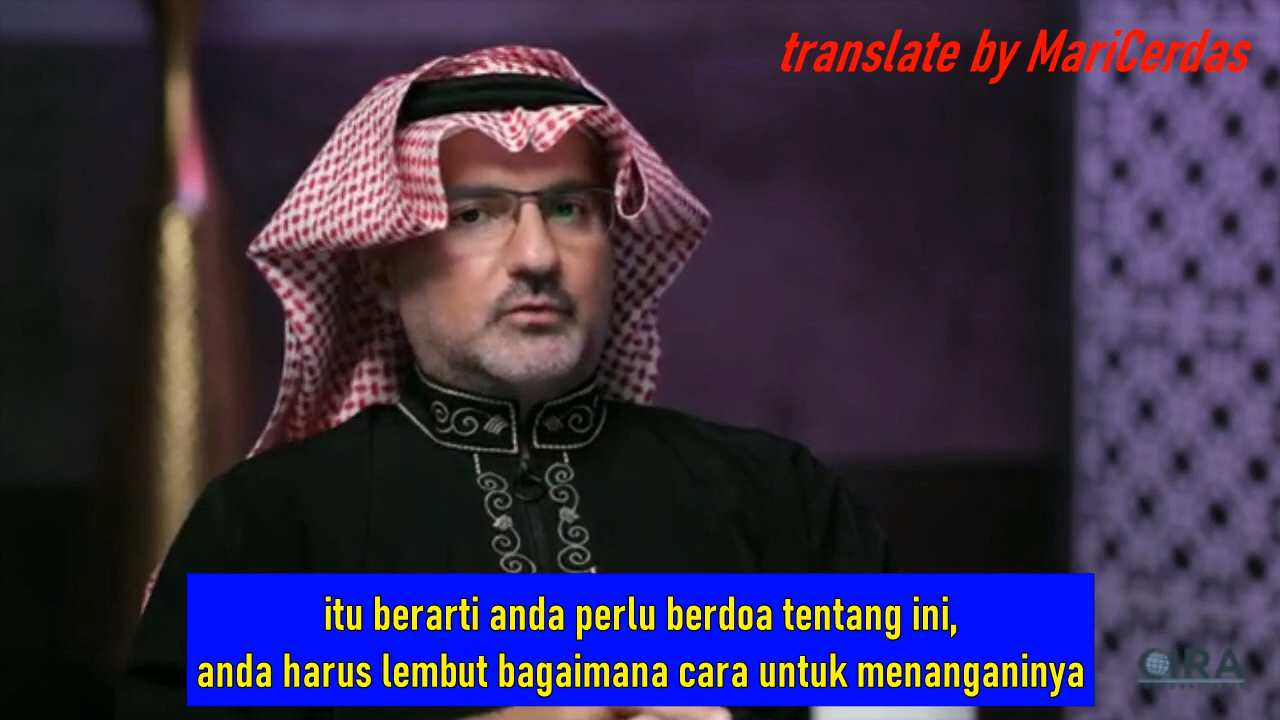 translate by MariCerdas
itu berarti anda perlu berdoa tentang ini,
anda harus lembut bagaimana cara untuk menanganinya